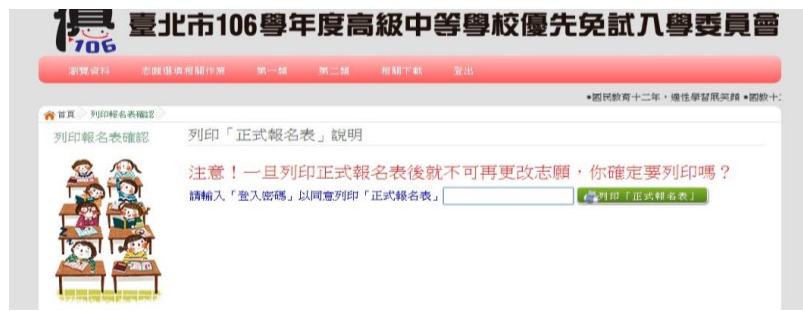 優
106
臺北市106學年度高級中等學校優先免試入學委員會
瀏覽資料 志願選填相關作業 第一類 第二類 相關下載 登出
●國民教育十二年,適性學習展笑顏 ●國教十
首頁 列印報名表確認
列印報名表確認
列印「正式報名表」說明
注意!一旦列印正式報名表後就不可再更改志願,你確定要列印嗎?
請輸入「登入密碼」以同意列印「正式報名表」 列印「正式報名表」